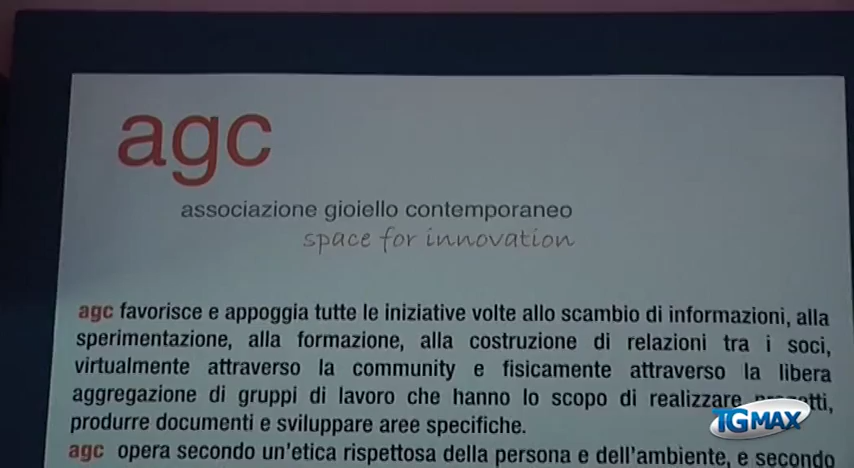 agc
associazione gioiello contemporaneo
space for innovation
agc favorisce e appoggia tutte le iniziative volte allo scambio di informazioni, alla
sperimentazione, alla formazione, alla costruzione di relazioni tra i soci,
virtualmente attraverso la community e fisicamente attraverso la libera
aggregazione di gruppi di lavoro che hanno lo scopo di realizzare
produrre documenti e sviluppare aree specifiche.
agc opera secondo un'etica rispettosa della persona e dell'ambiente, e secondo
TGMAX